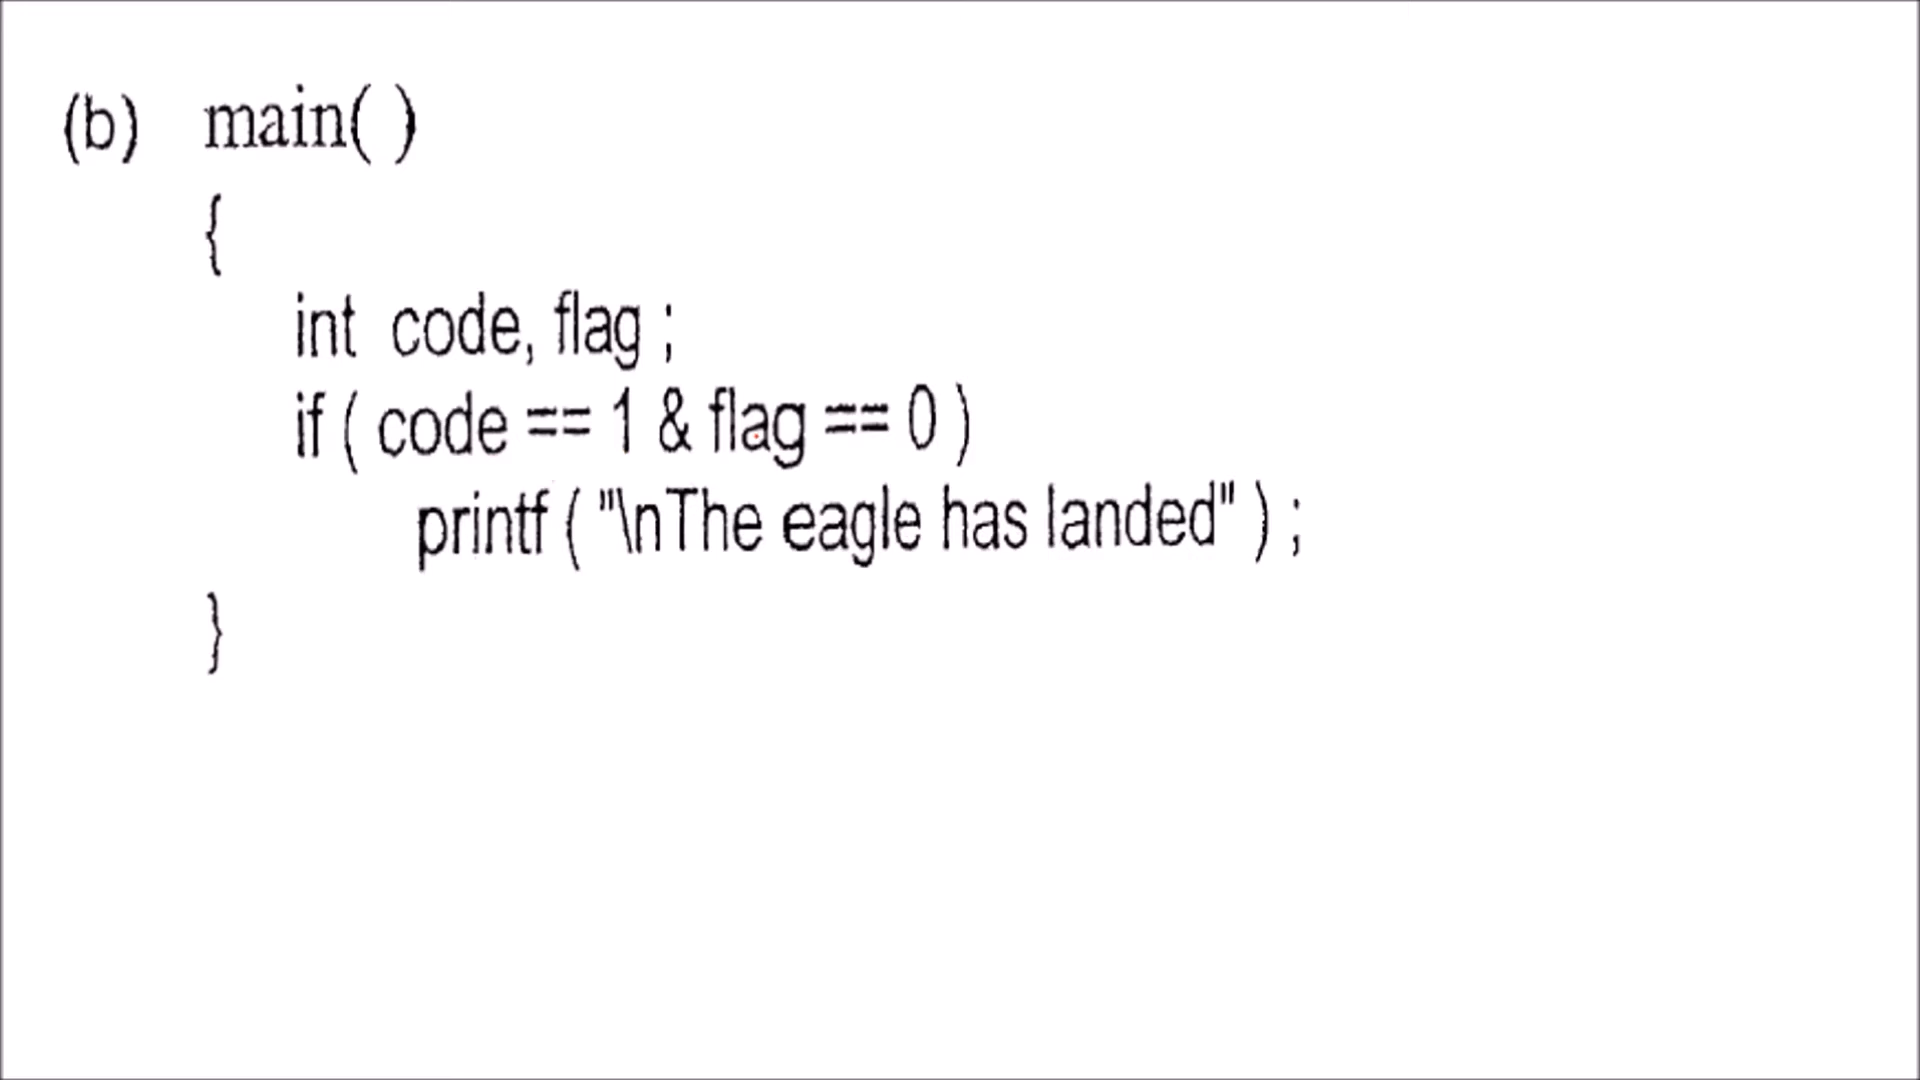 (b) main( )
{
int code, flag ;
if ( code == 1 & flag == 0 )
printf ( "\nThe eagle has landed" ) ;
}